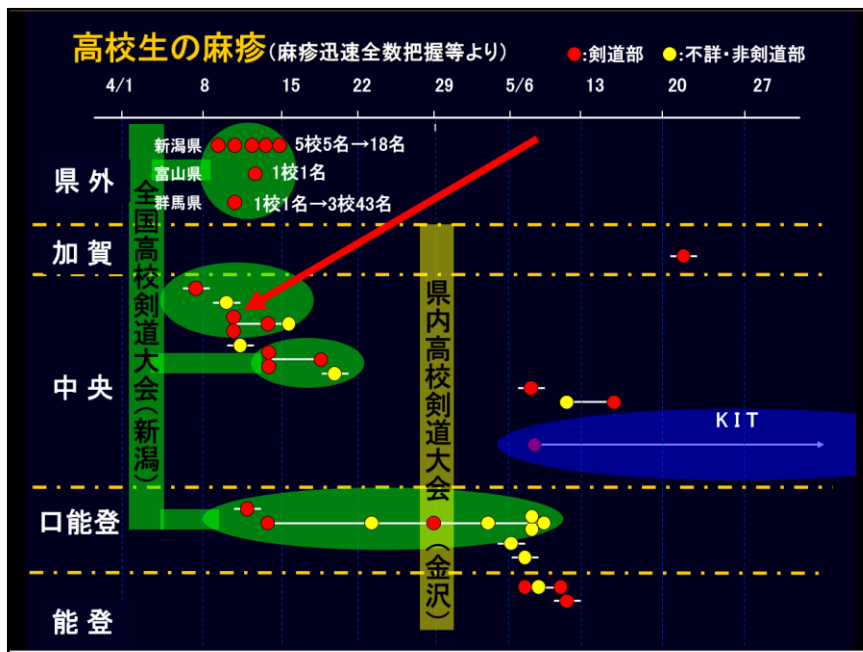 高校生の麻疹(麻疹迅速全数把握等より) ●:剣道部 ●:不詳・非剣道部
4/1 8 15 22 29 5/6 13 20 27
県外
新潟県 5校5名→18名
富山県 1校1名
群馬県 1校1名→3校43名
加賀
中央
口能登
能登
全国高校剣道大会(新潟)
県内高校剣道大会(金沢)
KIT